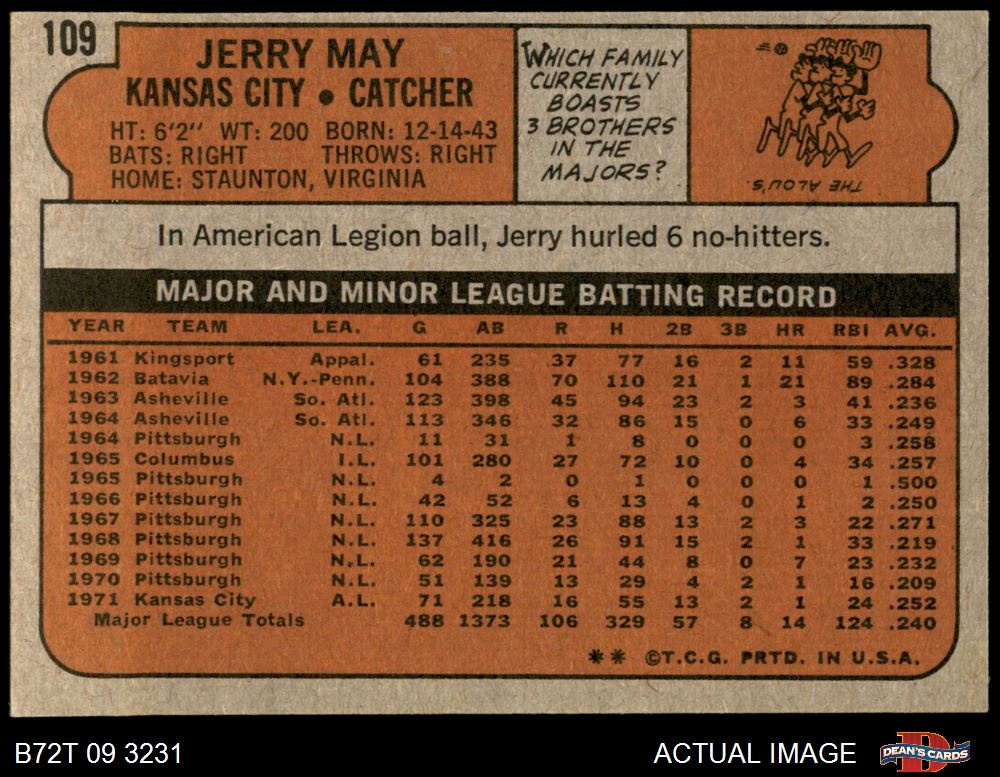 109
JERRY MAY
KANSAS CITY • CATCHER
HT: 6'2" WT: 200 BORN: 12-14-43
BATS: RIGHT THROWS: RIGHT
HOME: STAUNTON, VIRGINIA
WHICH FAMILY
CURRENTLY
BOASTS
3 BROTHERS
IN THE
MAJORS?
THE ALOU'S.
In American Legion ball, Jerry hurled 6 no-hitters.
MAJOR AND MINOR LEAGUE BATTING RECORD
YEAR TEAM LEA. G AB R H 2B 3B HR RBI AVG.
1961 Kingsport Appal. 61 235 37 77 16 2 11 59 .328
1962 Batavia N.Y.-Penn. 104 388 70 110 21 1 21 89 .284
1963 Asheville So. Atl. 123 398 45 94 23 2 3 41 .236
1964 Asheville So. Atl. 113 346 32 86 15 0 6 33 .249
1964 Pittsburgh N.L. 11 31 1 8 0 0 0 3 .258
1965 Columbus I.L. 101 280 27 72 10 0 4 34 .257
1965 Pittsburgh N.L. 4 2 0 1 0 0 0 1 .500
1966 Pittsburgh N.L. 42 52 6 13 4 0 1 2 .250
1967 Pittsburgh N.L. 110 325 23 88 13 2 3 22 .271
1968 Pittsburgh N.L. 137 416 26 91 15 2 1 33 .219
1969 Pittsburgh N.L. 62 190 21 44 8 0 7 23 .232
1970 Pittsburgh N.L. 51 139 13 29 4 2 1 16 .209
1971 Kansas City A.L. 71 218 16 55 13 2 1 24 .252
Major League Totals 488 1373 106 329 57 8 14 124 .240
** ©T.C.G. PRTD. IN U.S.A.
B72T 09 3231 ACTUAL IMAGE
D
DEAN'S CARDS